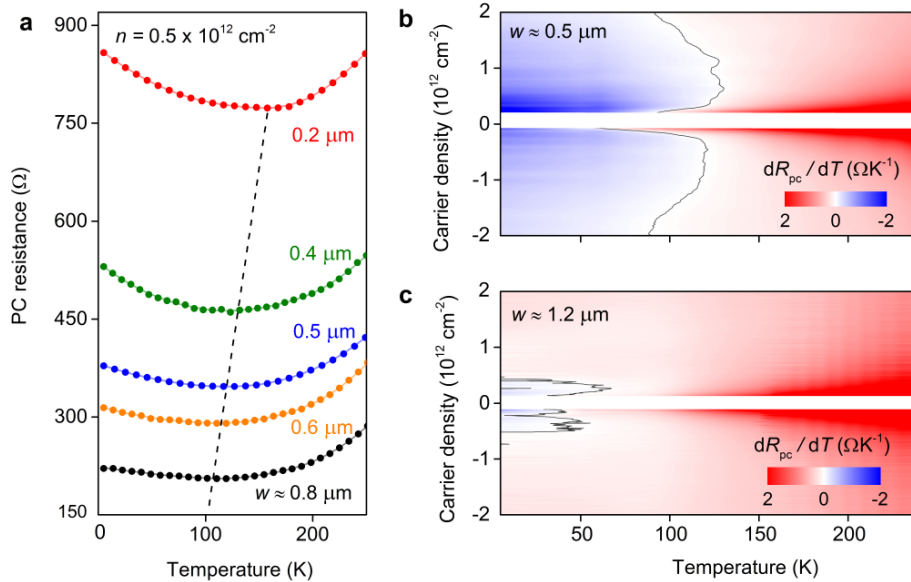 a
n = 0.5 x 10¹² cm⁻²
900
750
600
450
300
150
PC resistance (Ω)
0.2 μm
0.4 μm
0.5 μm
0.6 μm
w ≈ 0.8 μm
0
100
200
Temperature (K)
b
w ≈ 0.5 μm
2
1
0
-1
-2
Carrier density (10¹² cm⁻²)
dRpc / dT (ΩK⁻¹)
2
0
-2
c
w ≈ 1.2 μm
2
1
0
-1
-2
Carrier density (10¹² cm⁻²)
dRpc / dT (ΩK⁻¹)
2
0
-2
50
100
150
200
Temperature (K)